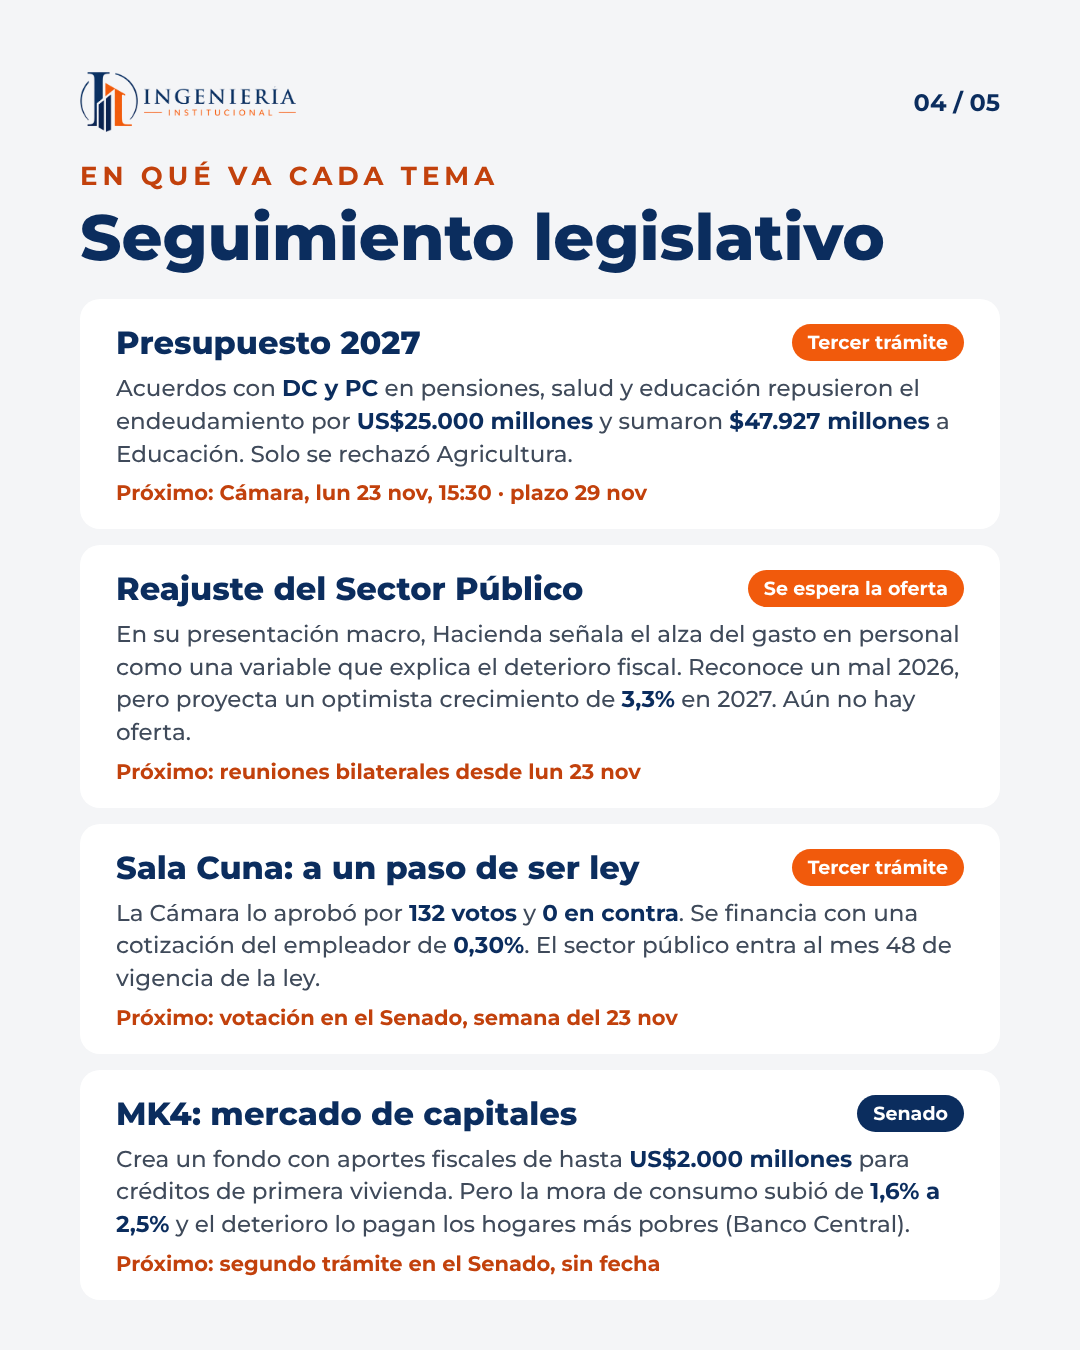 INGENIERIA
INSTITUCIONAL
04 / 05
EN QUÉ VA CADA TEMA
Seguimiento legislativo
Presupuesto 2027
Tercer trámite
Acuerdos con DC y PC en pensiones, salud y educación repusieron el
endeudamiento por US$25.000 millones y sumaron $47.927 millones a
Educación. Solo se rechazó Agricultura.
Próximo: Cámara, lun 23 nov, 15:30 · plazo 29 nov
Reajuste del Sector Público
Se espera la oferta
En su presentación macro, Hacienda señala el alza del gasto en personal
como una variable que explica el deterioro fiscal. Reconoce un mal 2026,
pero proyecta un optimista crecimiento de 3,3% en 2027. Aún no hay
oferta.
Próximo: reuniones bilaterales desde lun 23 nov
Sala Cuna: a un paso de ser ley
Tercer trámite
La Cámara lo aprobó por 132 votos y 0 en contra. Se financia con una
cotización del empleador de 0,30%. El sector público entra al mes 48 de
vigencia de la ley.
Próximo: votación en el Senado, semana del 23 nov
MK4: mercado de capitales
Senado
Crea un fondo con aportes fiscales de hasta US$2.000 millones para
créditos de primera vivienda. Pero la mora de consumo subió de 1,6% a
2,5% y el deterioro lo pagan los hogares más pobres (Banco Central).
Próximo: segundo trámite en el Senado, sin fecha